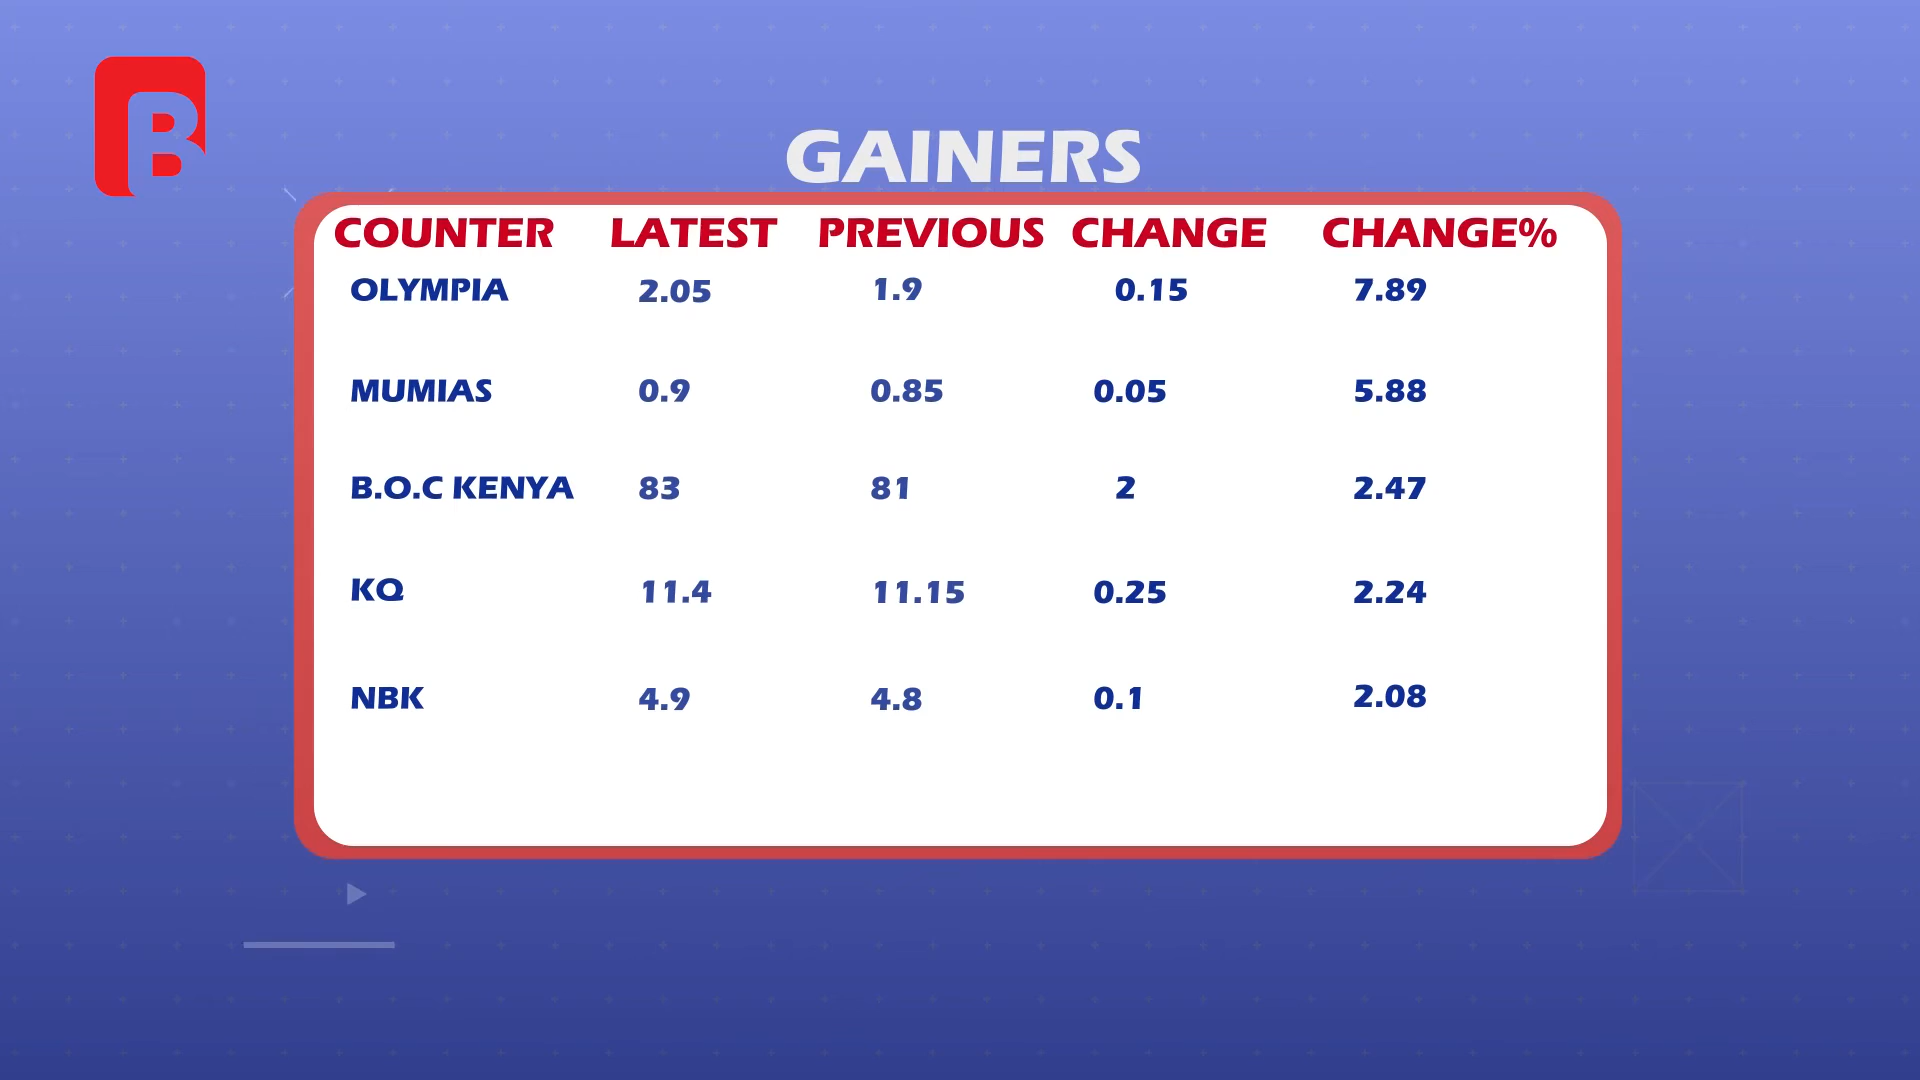 B
GAINERS
COUNTER LATEST PREVIOUS CHANGE CHANGE%
OLYMPIA 2.05 1.9 0.15 7.89
MUMIAS 0.9 0.85 0.05 5.88
B.O.C KENYA 83 81 2 2.47
KQ 11.4 11.15 0.25 2.24
NBK 4.9 4.8 0.1 2.08